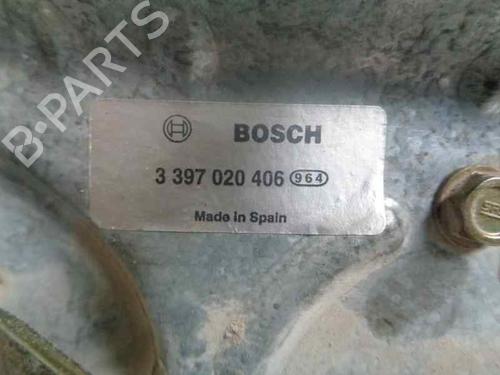 B-PARTS
BOSCH
3 397 020 406 964
Made in Spain